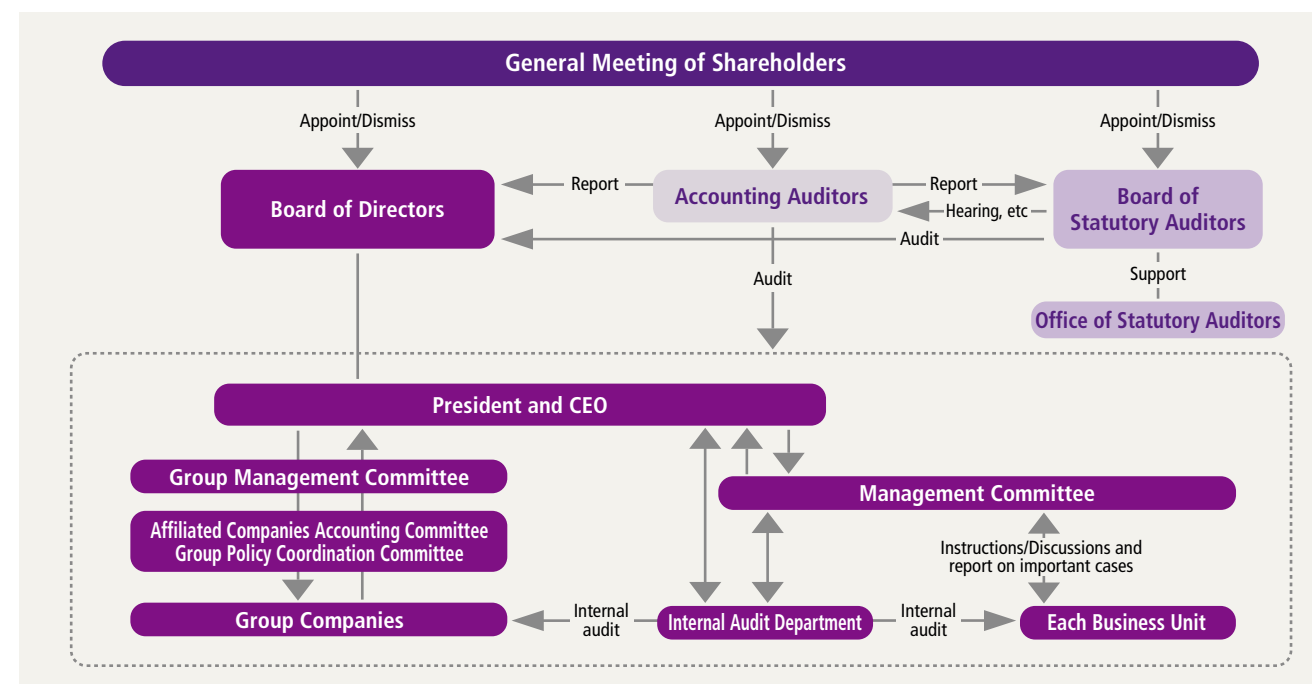 General Meeting of Shareholders
Appoint/Dismiss
Appoint/Dismiss
Appoint/Dismiss
Board of Directors
Report
Accounting Auditors
Report
Hearing, etc
Audit
Board of
Statutory Auditors
Audit
Support
Office of Statutory Auditors
President and CEO
Group Management Committee
Affiliated Companies Accounting Committee
Group Policy Coordination Committee
Management Committee
Instructions/Discussions and
report on important cases
Group Companies
Internal
audit
Internal Audit Department
Internal
audit
Each Business Unit